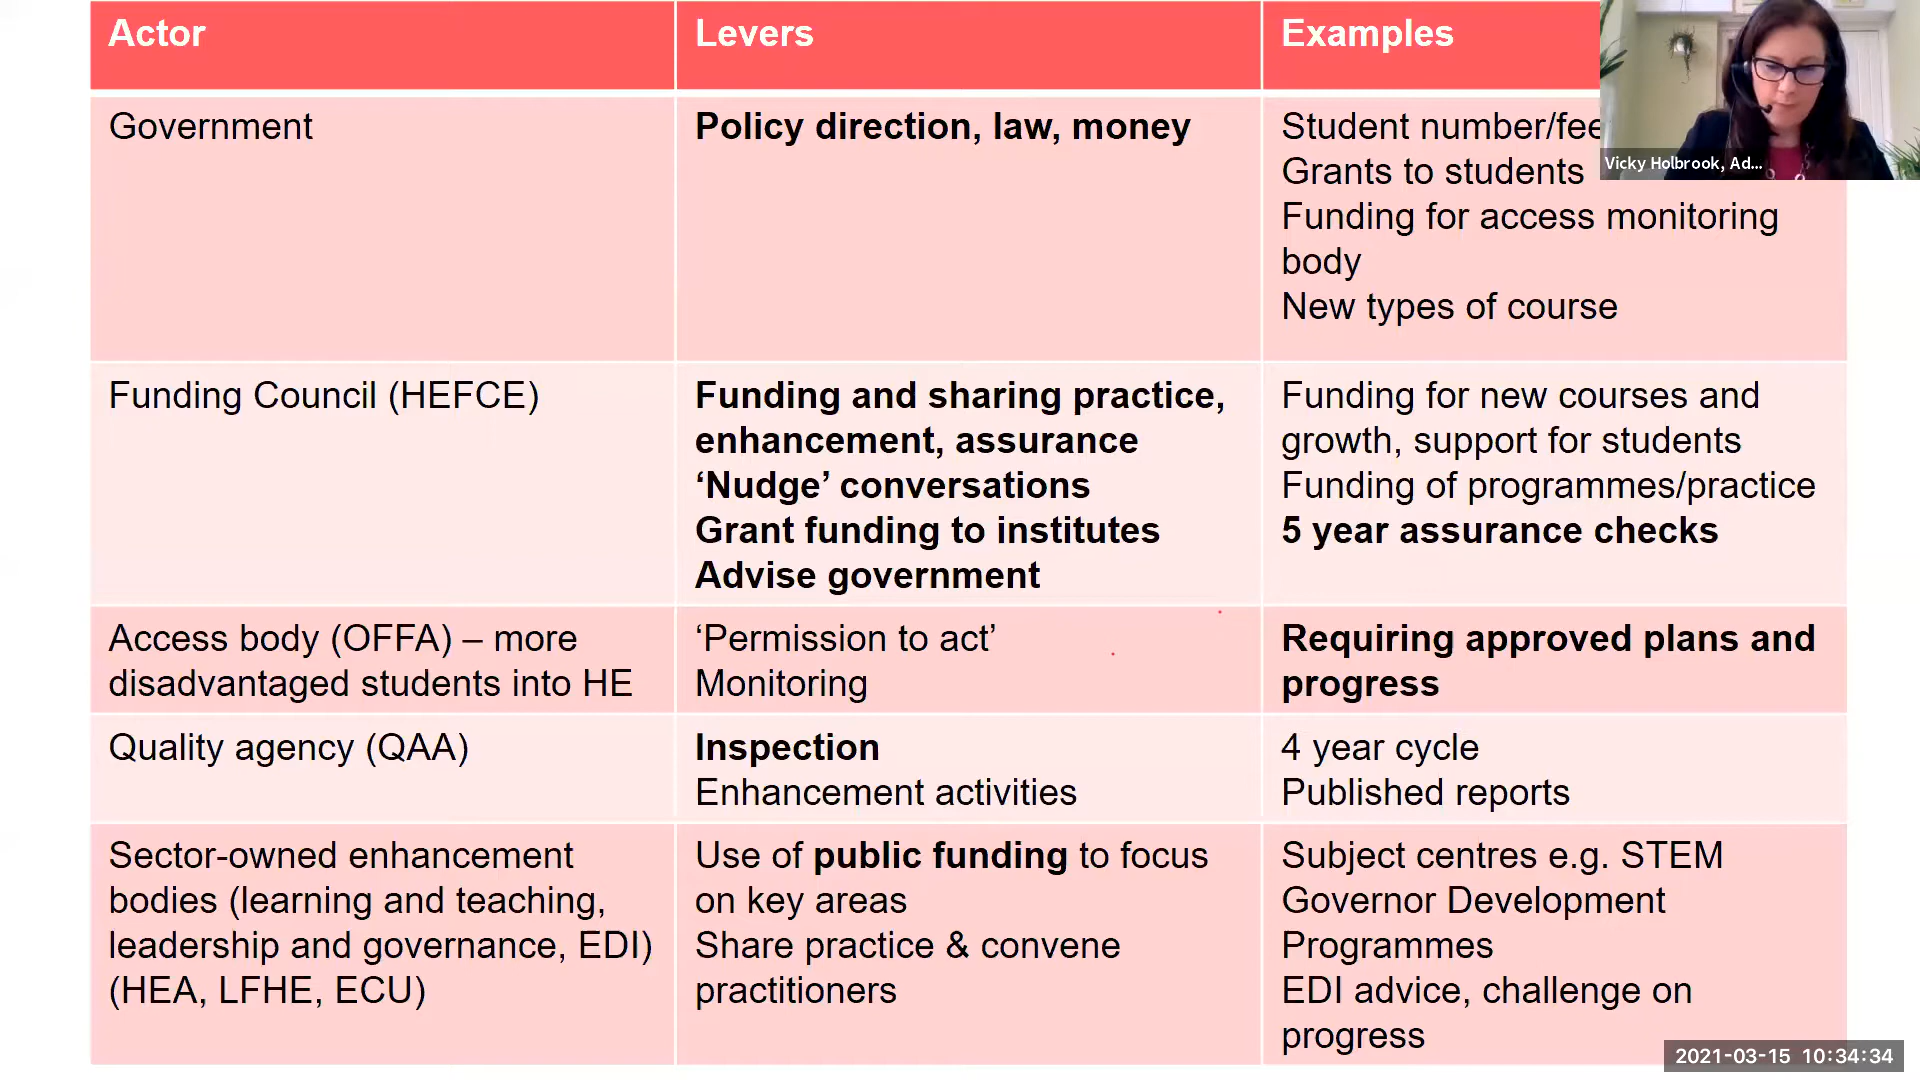 Actor Levers Examples
Government
Policy direction, law, money
Student number/fee
Grants to students
Funding for access monitoring
body
New types of course
Funding Council (HEFCE)
Funding and sharing practice,
enhancement, assurance
‘Nudge’ conversations
Grant funding to institutes
Advise government
Funding for new courses and
growth, support for students
Funding of programmes/practice
5 year assurance checks
Access body (OFFA) – more
disadvantaged students into HE
‘Permission to act’
Monitoring
Requiring approved plans and
progress
Quality agency (QAA)
Inspection
Enhancement activities
4 year cycle
Published reports
Sector-owned enhancement
bodies (learning and teaching,
leadership and governance, EDI)
(HEA, LFHE, ECU)
Use of public funding to focus
on key areas
Share practice & convene
practitioners
Subject centres e.g. STEM
Governor Development
Programmes
EDI advice, challenge on
progress
Vicky Holbrook, Ad...
2021-03-15 10:34:34